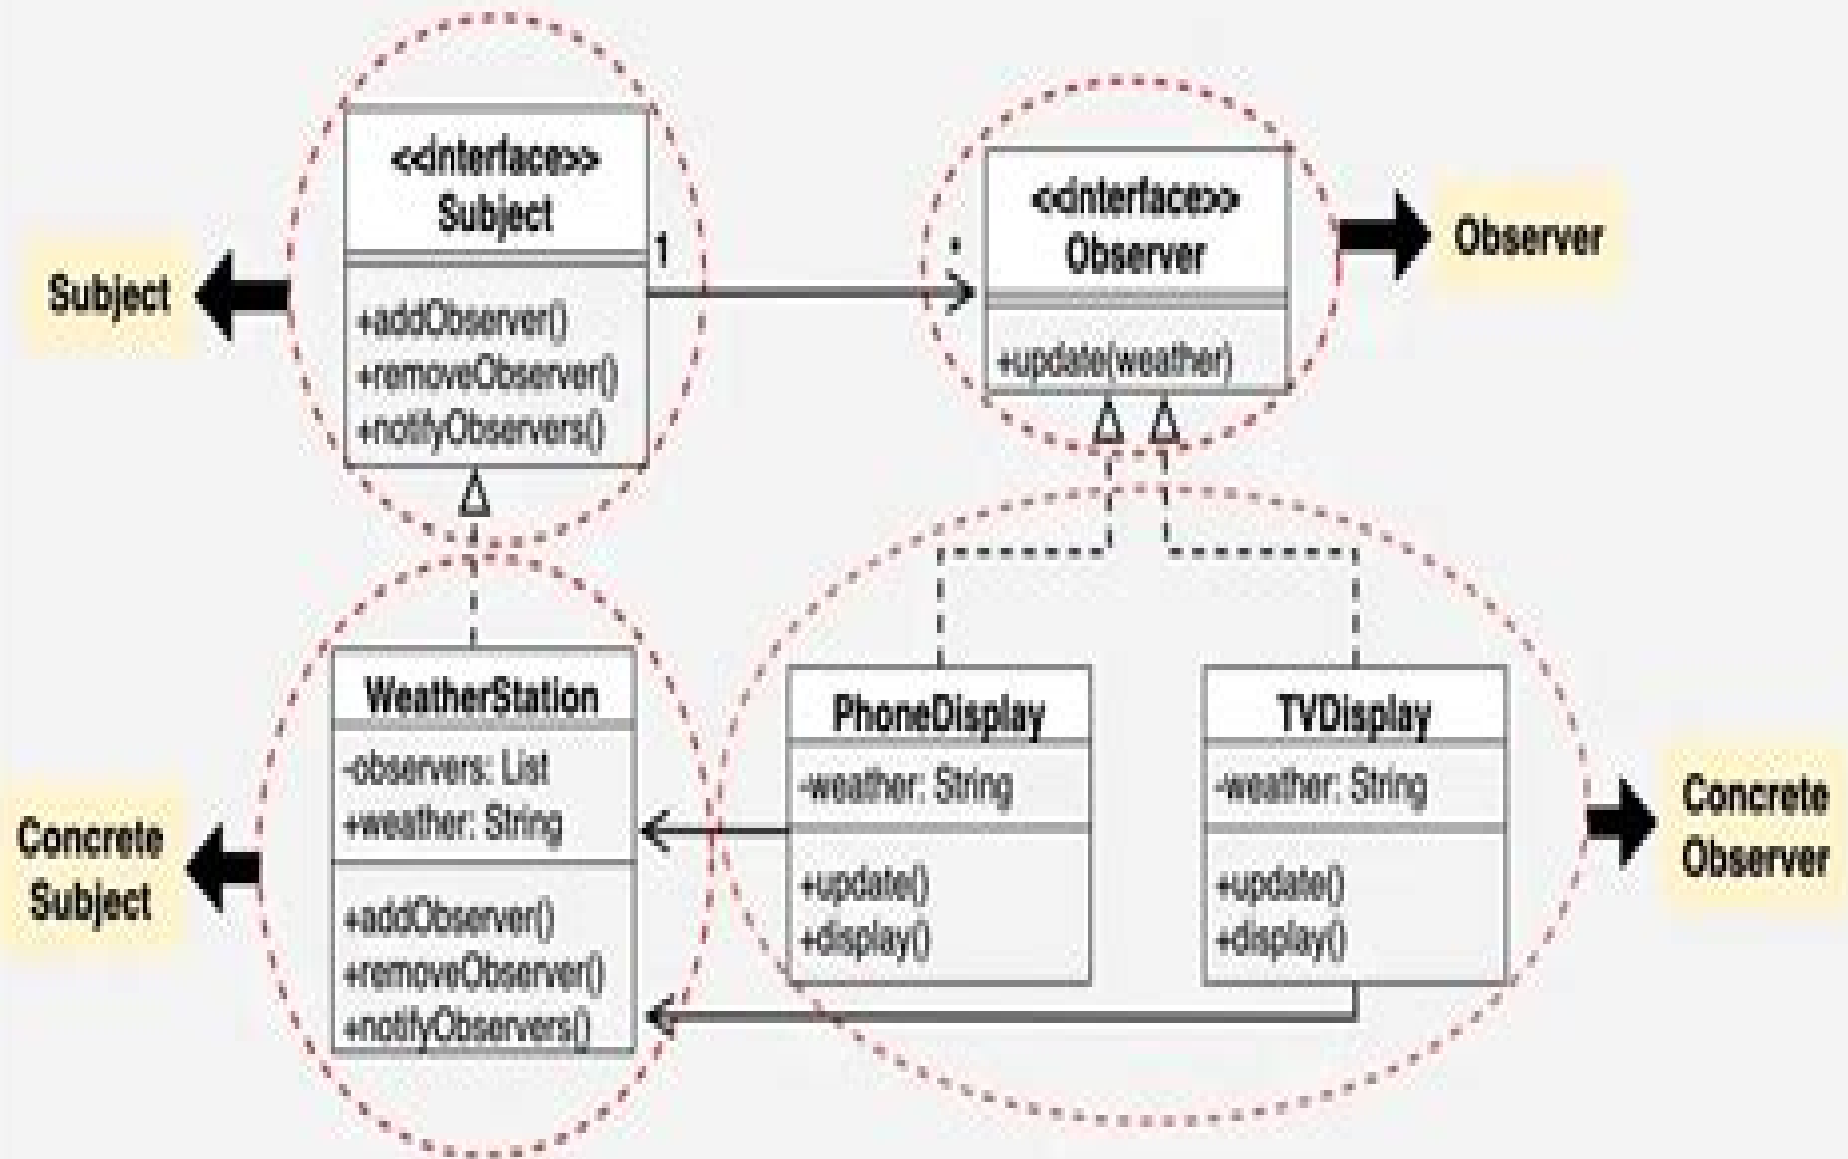 <<interface>>
Subject
+addObserver()
+removeObserver()
+notifyObservers()
1
<<interface>>
Observer
+update(weather)
Subject
Observer
WeatherStation
-observers: List
+weather: String
+addObserver()
+removeObserver()
+notifyObservers()
PhoneDisplay
-weather: String
+update()
+display()
TVDisplay
-weather: String
+update()
+display()
Concrete
Subject
Concrete
Observer